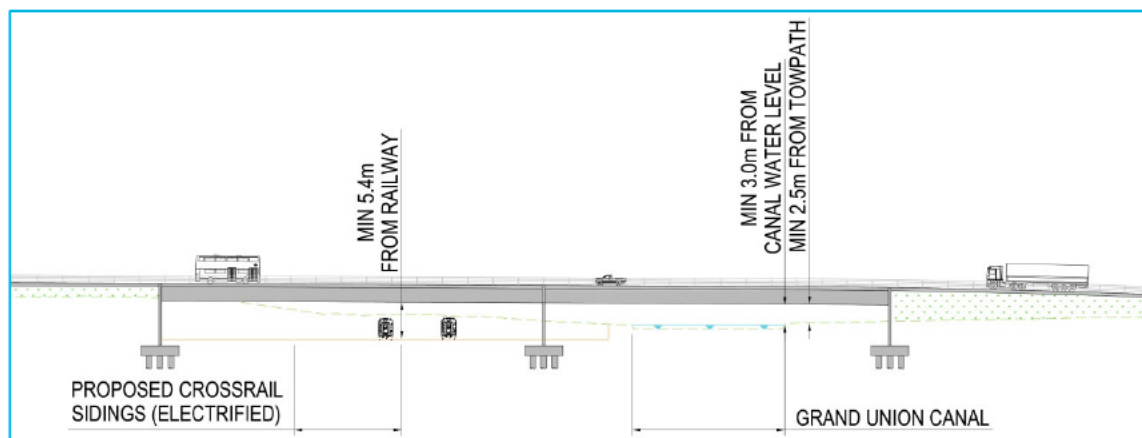 MIN 5.4m
FROM RAILWAY
MIN 3.0m FROM
CANAL WATER LEVEL
MIN 2.5m FROM TOWPATH
PROPOSED CROSSRAIL
SIDINGS (ELECTRIFIED)
GRAND UNION CANAL